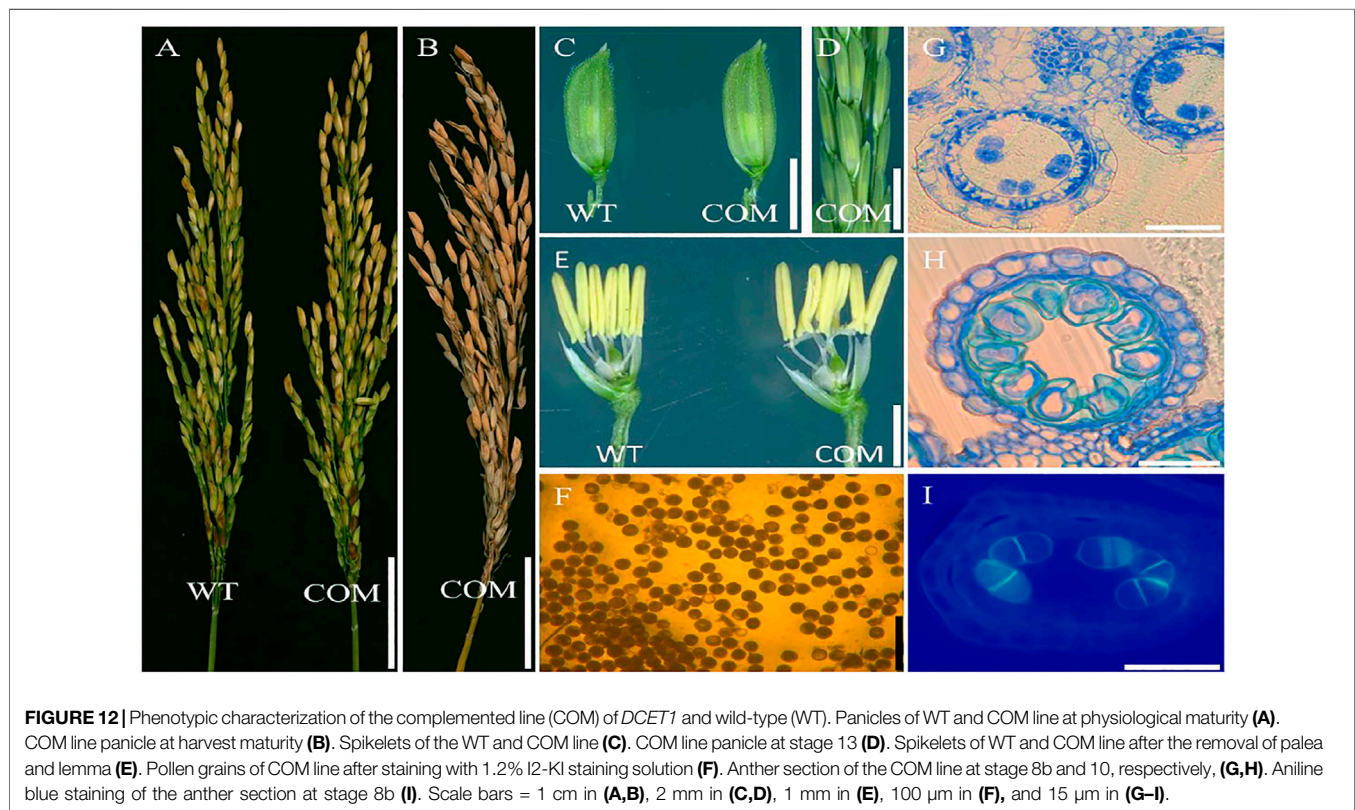 A
B
C
D
G
WT
COM
COM
E
H
WT
COM
F
I
WT
COM
COM
FIGURE 12 | Phenotypic characterization of the complemented line (COM) of DCET1 and wild-type (WT). Panicles of WT and COM line at physiological maturity (A).
COM line panicle at harvest maturity (B). Spikelets of the WT and COM line (C). COM line panicle at stage 13 (D). Spikelets of WT and COM line after the removal of palea
and lemma (E). Pollen grains of COM line after staining with 1.2% I2-KI staining solution (F). Anther section of the COM line at stage 8b and 10, respectively, (G,H). Aniline
blue staining of the anther section at stage 8b (I). Scale bars = 1 cm in (A,B), 2 mm in (C,D), 1 mm in (E), 100 µm in (F), and 15 µm in (G–I).